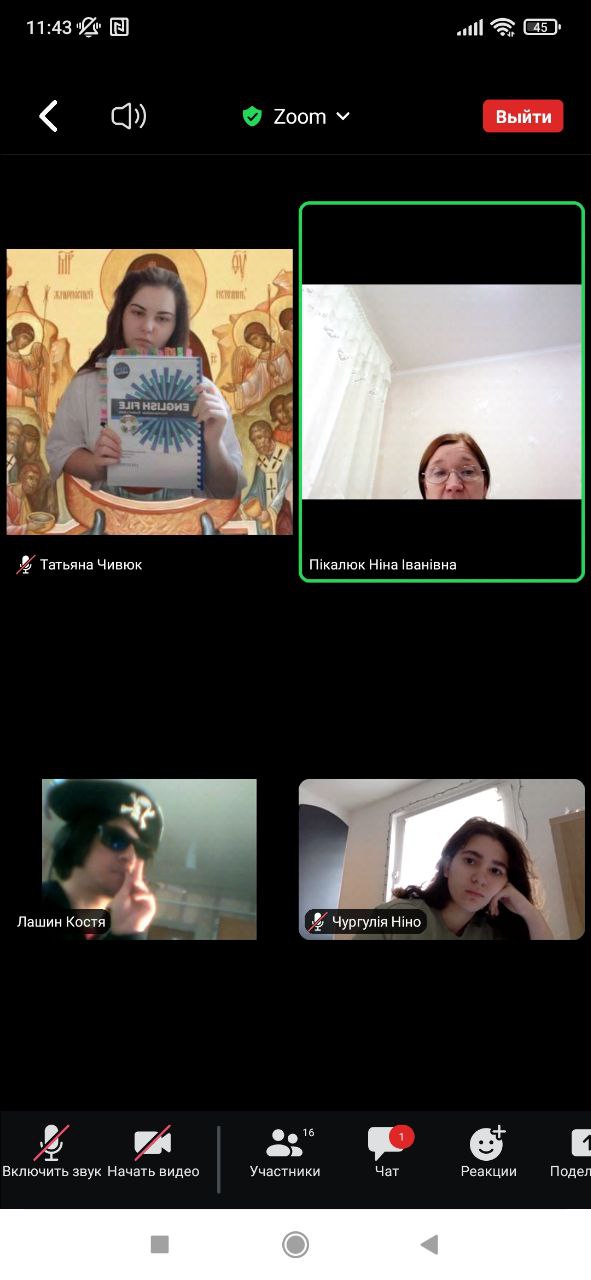 11:43
45
Zoom
Выйти
ENGLISH FILE
Татьяна Чивюк
Пікалюк Ніна Іванівна
Лашин Костя
Чургулія Ніно
16
1
Включить звук
Начать видео
Участники
Чат
Реакции
Подел